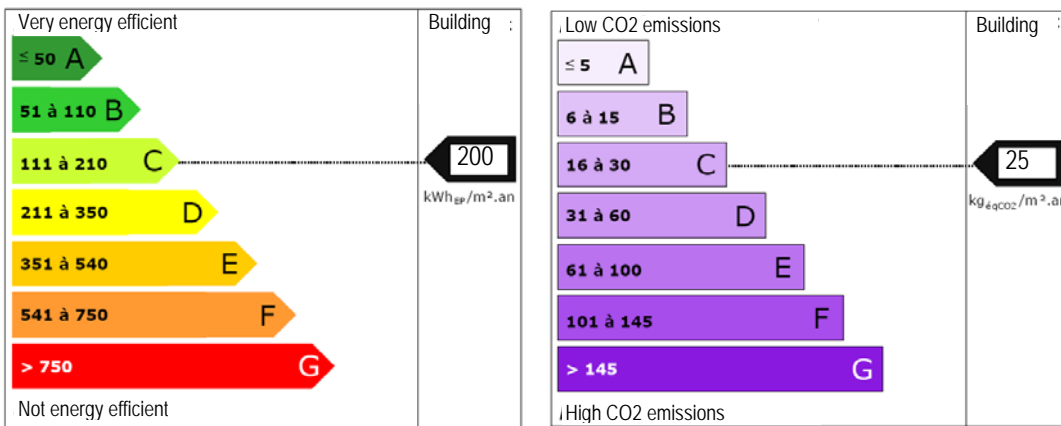 Very energy efficient
Building :
≤ 50 A
51 à 110 B
111 à 210 C
200
kWhEP/m².an
211 à 350 D
351 à 540 E
541 à 750 F
> 750 G
Not energy efficient
Low CO2 emissions
Building :
≤ 5 A
6 à 15 B
16 à 30 C
25
kgéqCO2/m².an
31 à 60 D
61 à 100 E
101 à 145 F
> 145 G
High CO2 emissions